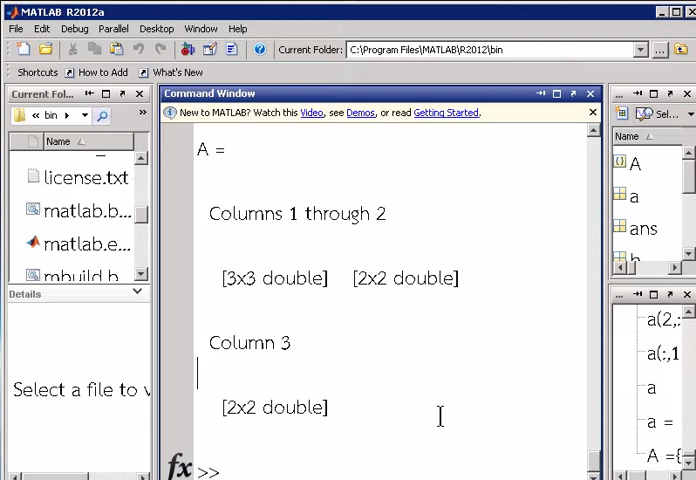 MATLAB R2012a
File Edit Debug Parallel Desktop Window Help
Current Folder: C:\Program Files\MATLAB\R2012\bin
Shortcuts How to Add What's New
Current Fol...
« bin
Name
license.txt
matlab.b...
matlab.e...
mbuild.b
Details
Select a file to v
Command Window
New to MATLAB? Watch this Video, see Demos, or read Getting Started.
A =
Columns 1 through 2
[3x3 double] [2x2 double]
Column 3
[2x2 double]
fx >>
... 
Sel...
Name
A
a
ans
b
...
a(2,:
a(:,1
a
a =
A ={